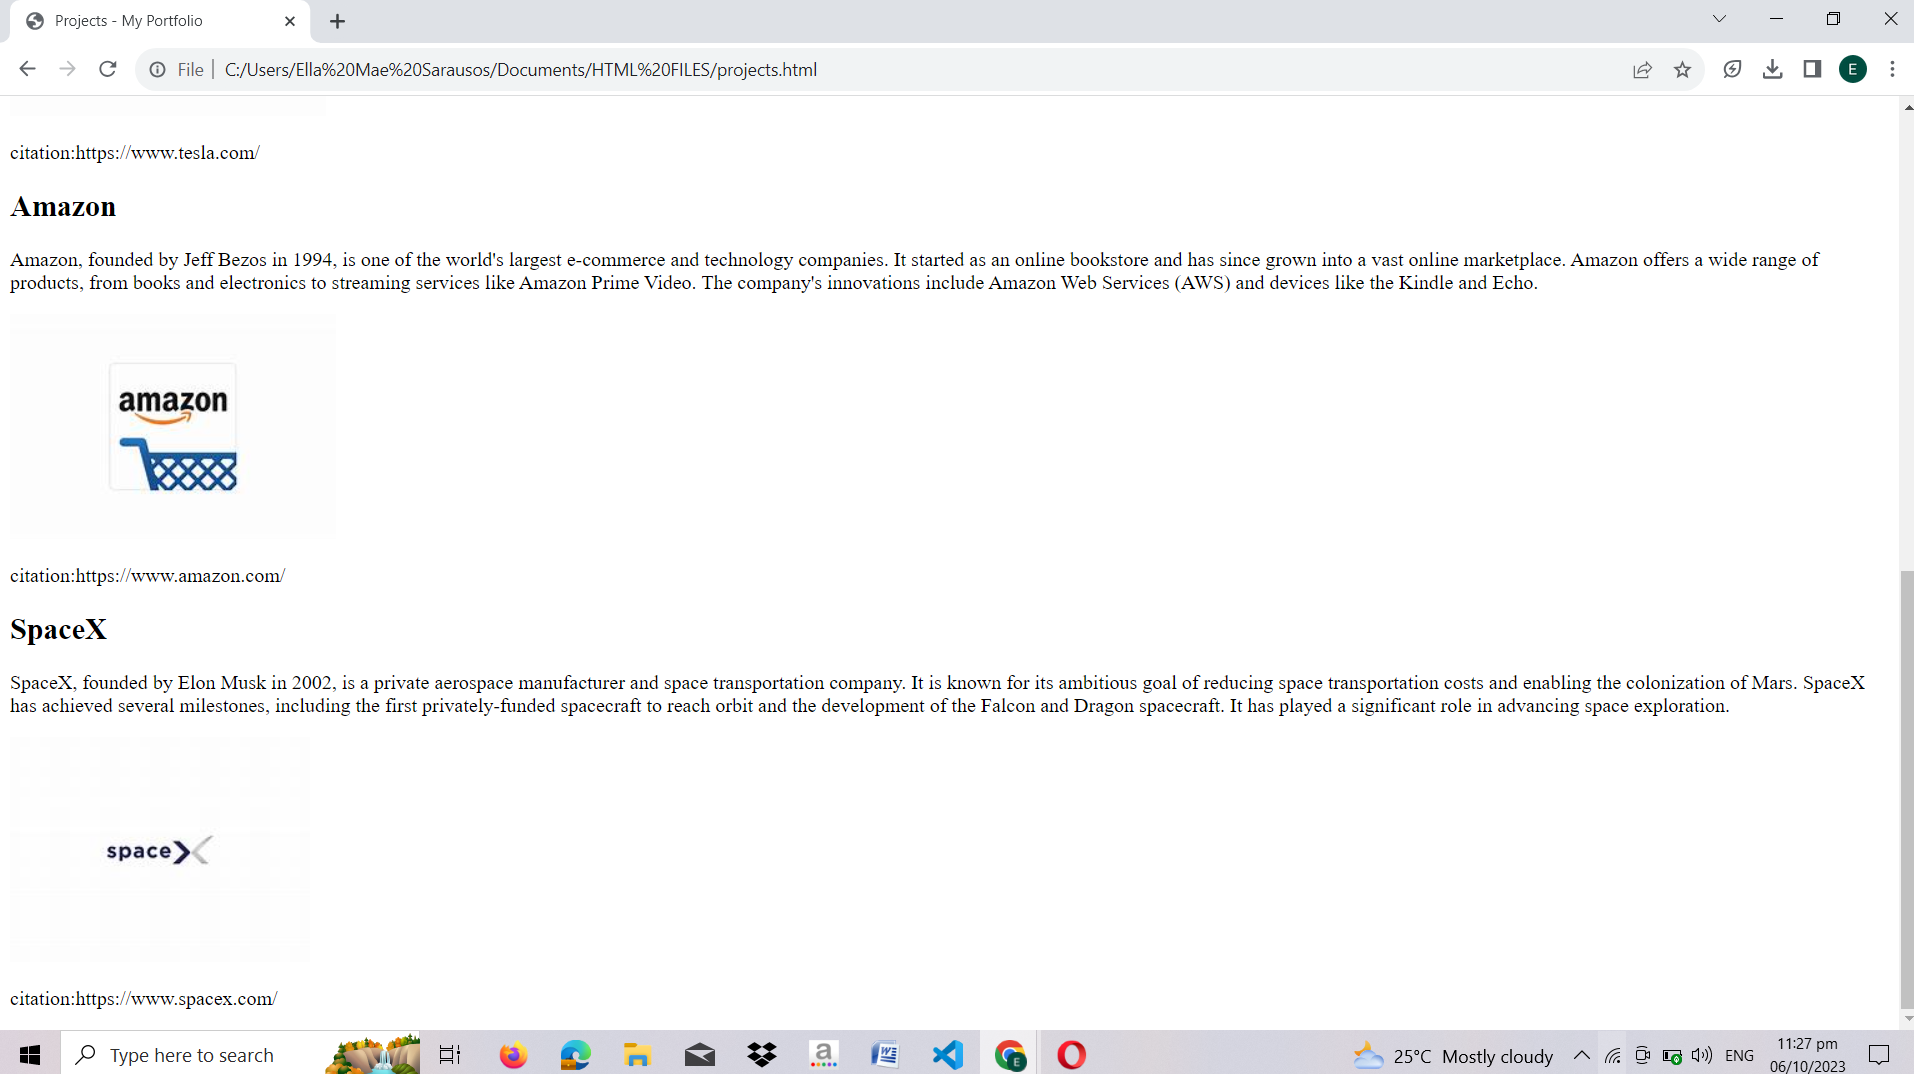 Projects - My Portfolio
File | C:/Users/Ella%20Mae%20Sarausos/Documents/HTML%20FILES/projects.html
E
citation:https://www.tesla.com/
Amazon
Amazon, founded by Jeff Bezos in 1994, is one of the world's largest e-commerce and technology companies. It started as an online bookstore and has since grown into a vast online marketplace. Amazon offers a wide range of
products, from books and electronics to streaming services like Amazon Prime Video. The company's innovations include Amazon Web Services (AWS) and devices like the Kindle and Echo.
amazon
citation:https://www.amazon.com/
SpaceX
SpaceX, founded by Elon Musk in 2002, is a private aerospace manufacturer and space transportation company. It is known for its ambitious goal of reducing space transportation costs and enabling the colonization of Mars. SpaceX
has achieved several milestones, including the first privately-funded spacecraft to reach orbit and the development of the Falcon and Dragon spacecraft. It has played a significant role in advancing space exploration.
spaceX
citation:https://www.spacex.com/
Type here to search
a
W
E
25°C Mostly cloudy
ENG
11:27 pm
06/10/2023